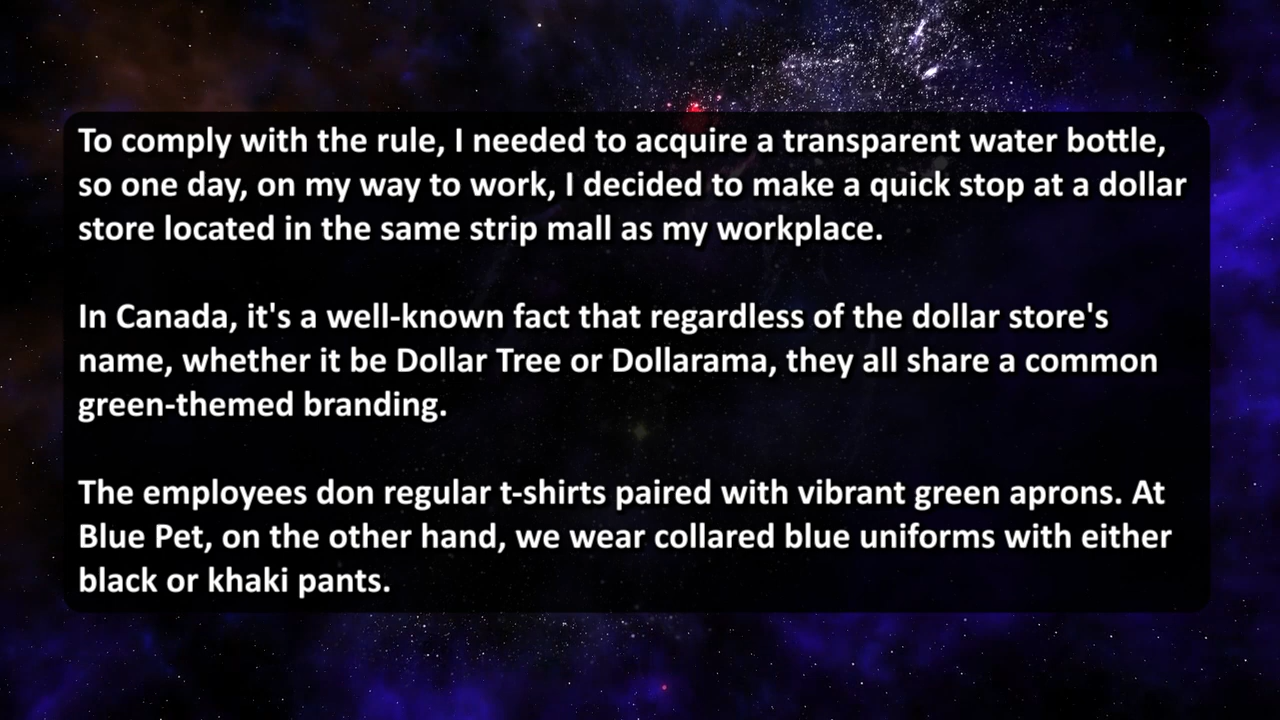 To comply with the rule, I needed to acquire a transparent water bottle,
so one day, on my way to work, I decided to make a quick stop at a dollar
store located in the same strip mall as my workplace.
In Canada, it's a well-known fact that regardless of the dollar store's
name, whether it be Dollar Tree or Dollarama, they all share a common
green-themed branding.
The employees don regular t-shirts paired with vibrant green aprons. At
Blue Pet, on the other hand, we wear collared blue uniforms with either
black or khaki pants.